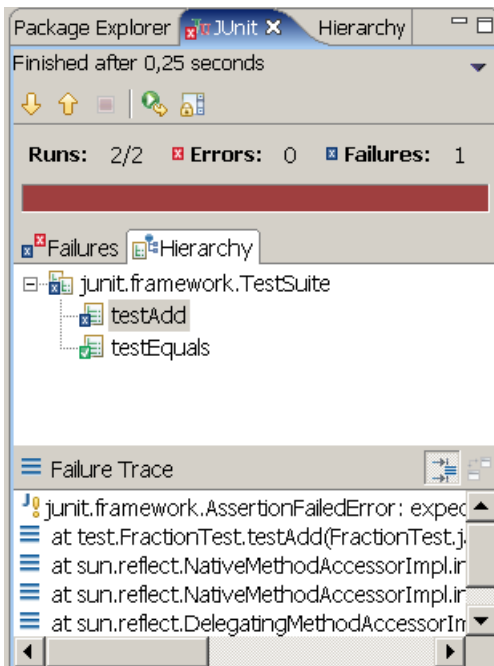 Package Explorer JUnit Hierarchy
Finished after 0,25 seconds
Runs: 2/2 Errors: 0 Failures: 1
Failures Hierarchy
junit.framework.TestSuite
testAdd
testEquals
Failure Trace
junit.framework.AssertionFailedError: expec
at test.FractionTest.testAdd(FractionTest.j
at sun.reflect.NativeMethodAccessorImpl.in
at sun.reflect.NativeMethodAccessorImpl.in
at sun.reflect.DelegatingMethodAccessorIm